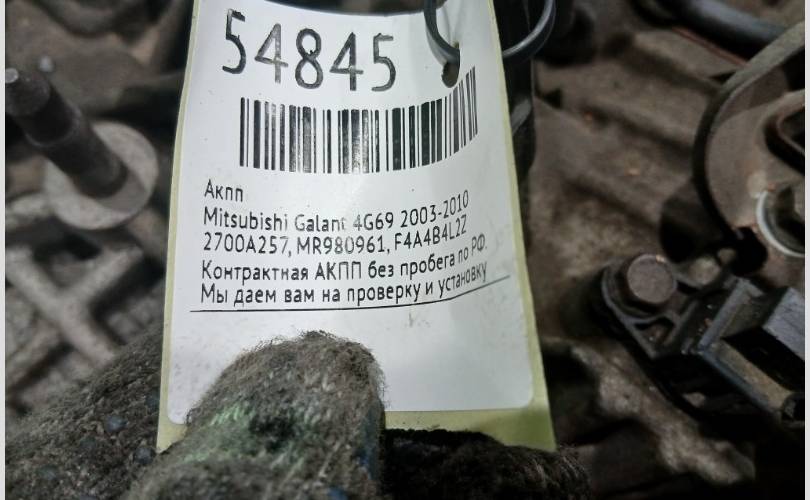 54845
Акпп
Mitsubishi Galant 4G69 2003-2010
2700A257, MR980961, F4A4B4L2Z
Контрактная АКПП без пробега по РФ.
Мы даем вам на проверку и установку